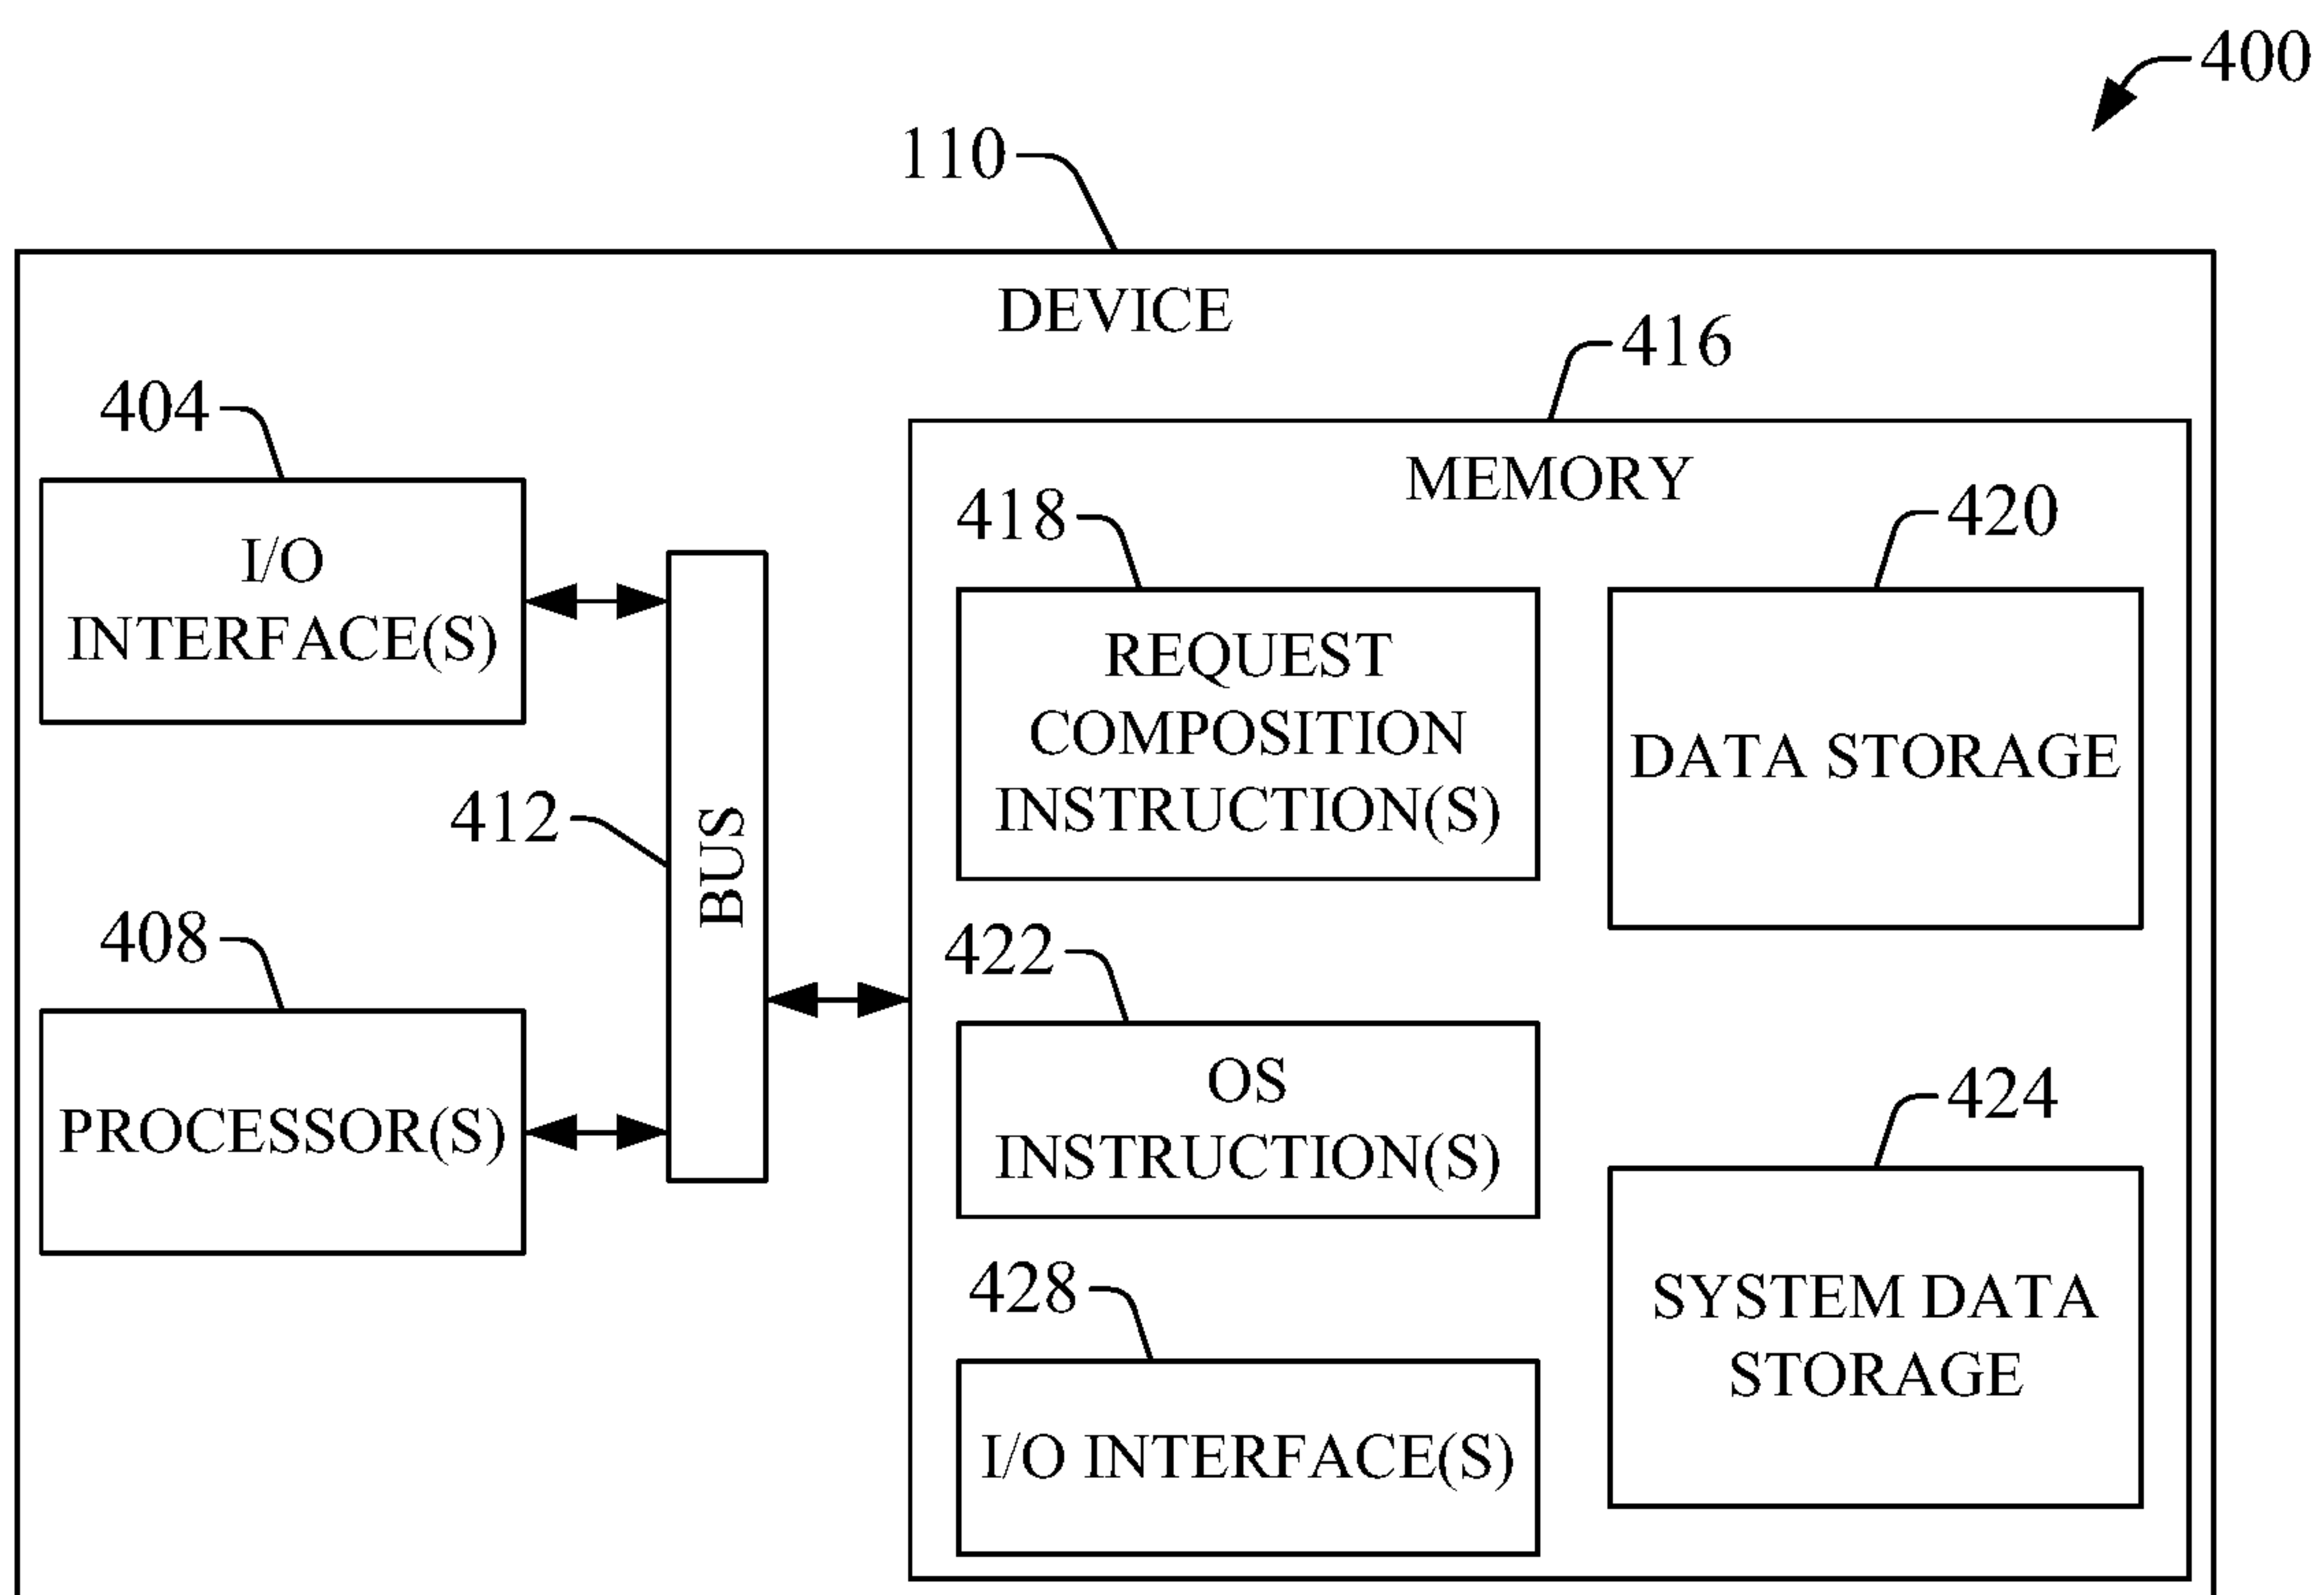 400
110
DEVICE
416
404
MEMORY
418
420
I/O
INTERFACE(S)
REQUEST
COMPOSITION
INSTRUCTION(S)
DATA STORAGE
412
BUS
408
422
PROCESSOR(S)
OS
INSTRUCTION(S)
424
428
SYSTEM DATA
STORAGE
I/O INTERFACE(S)